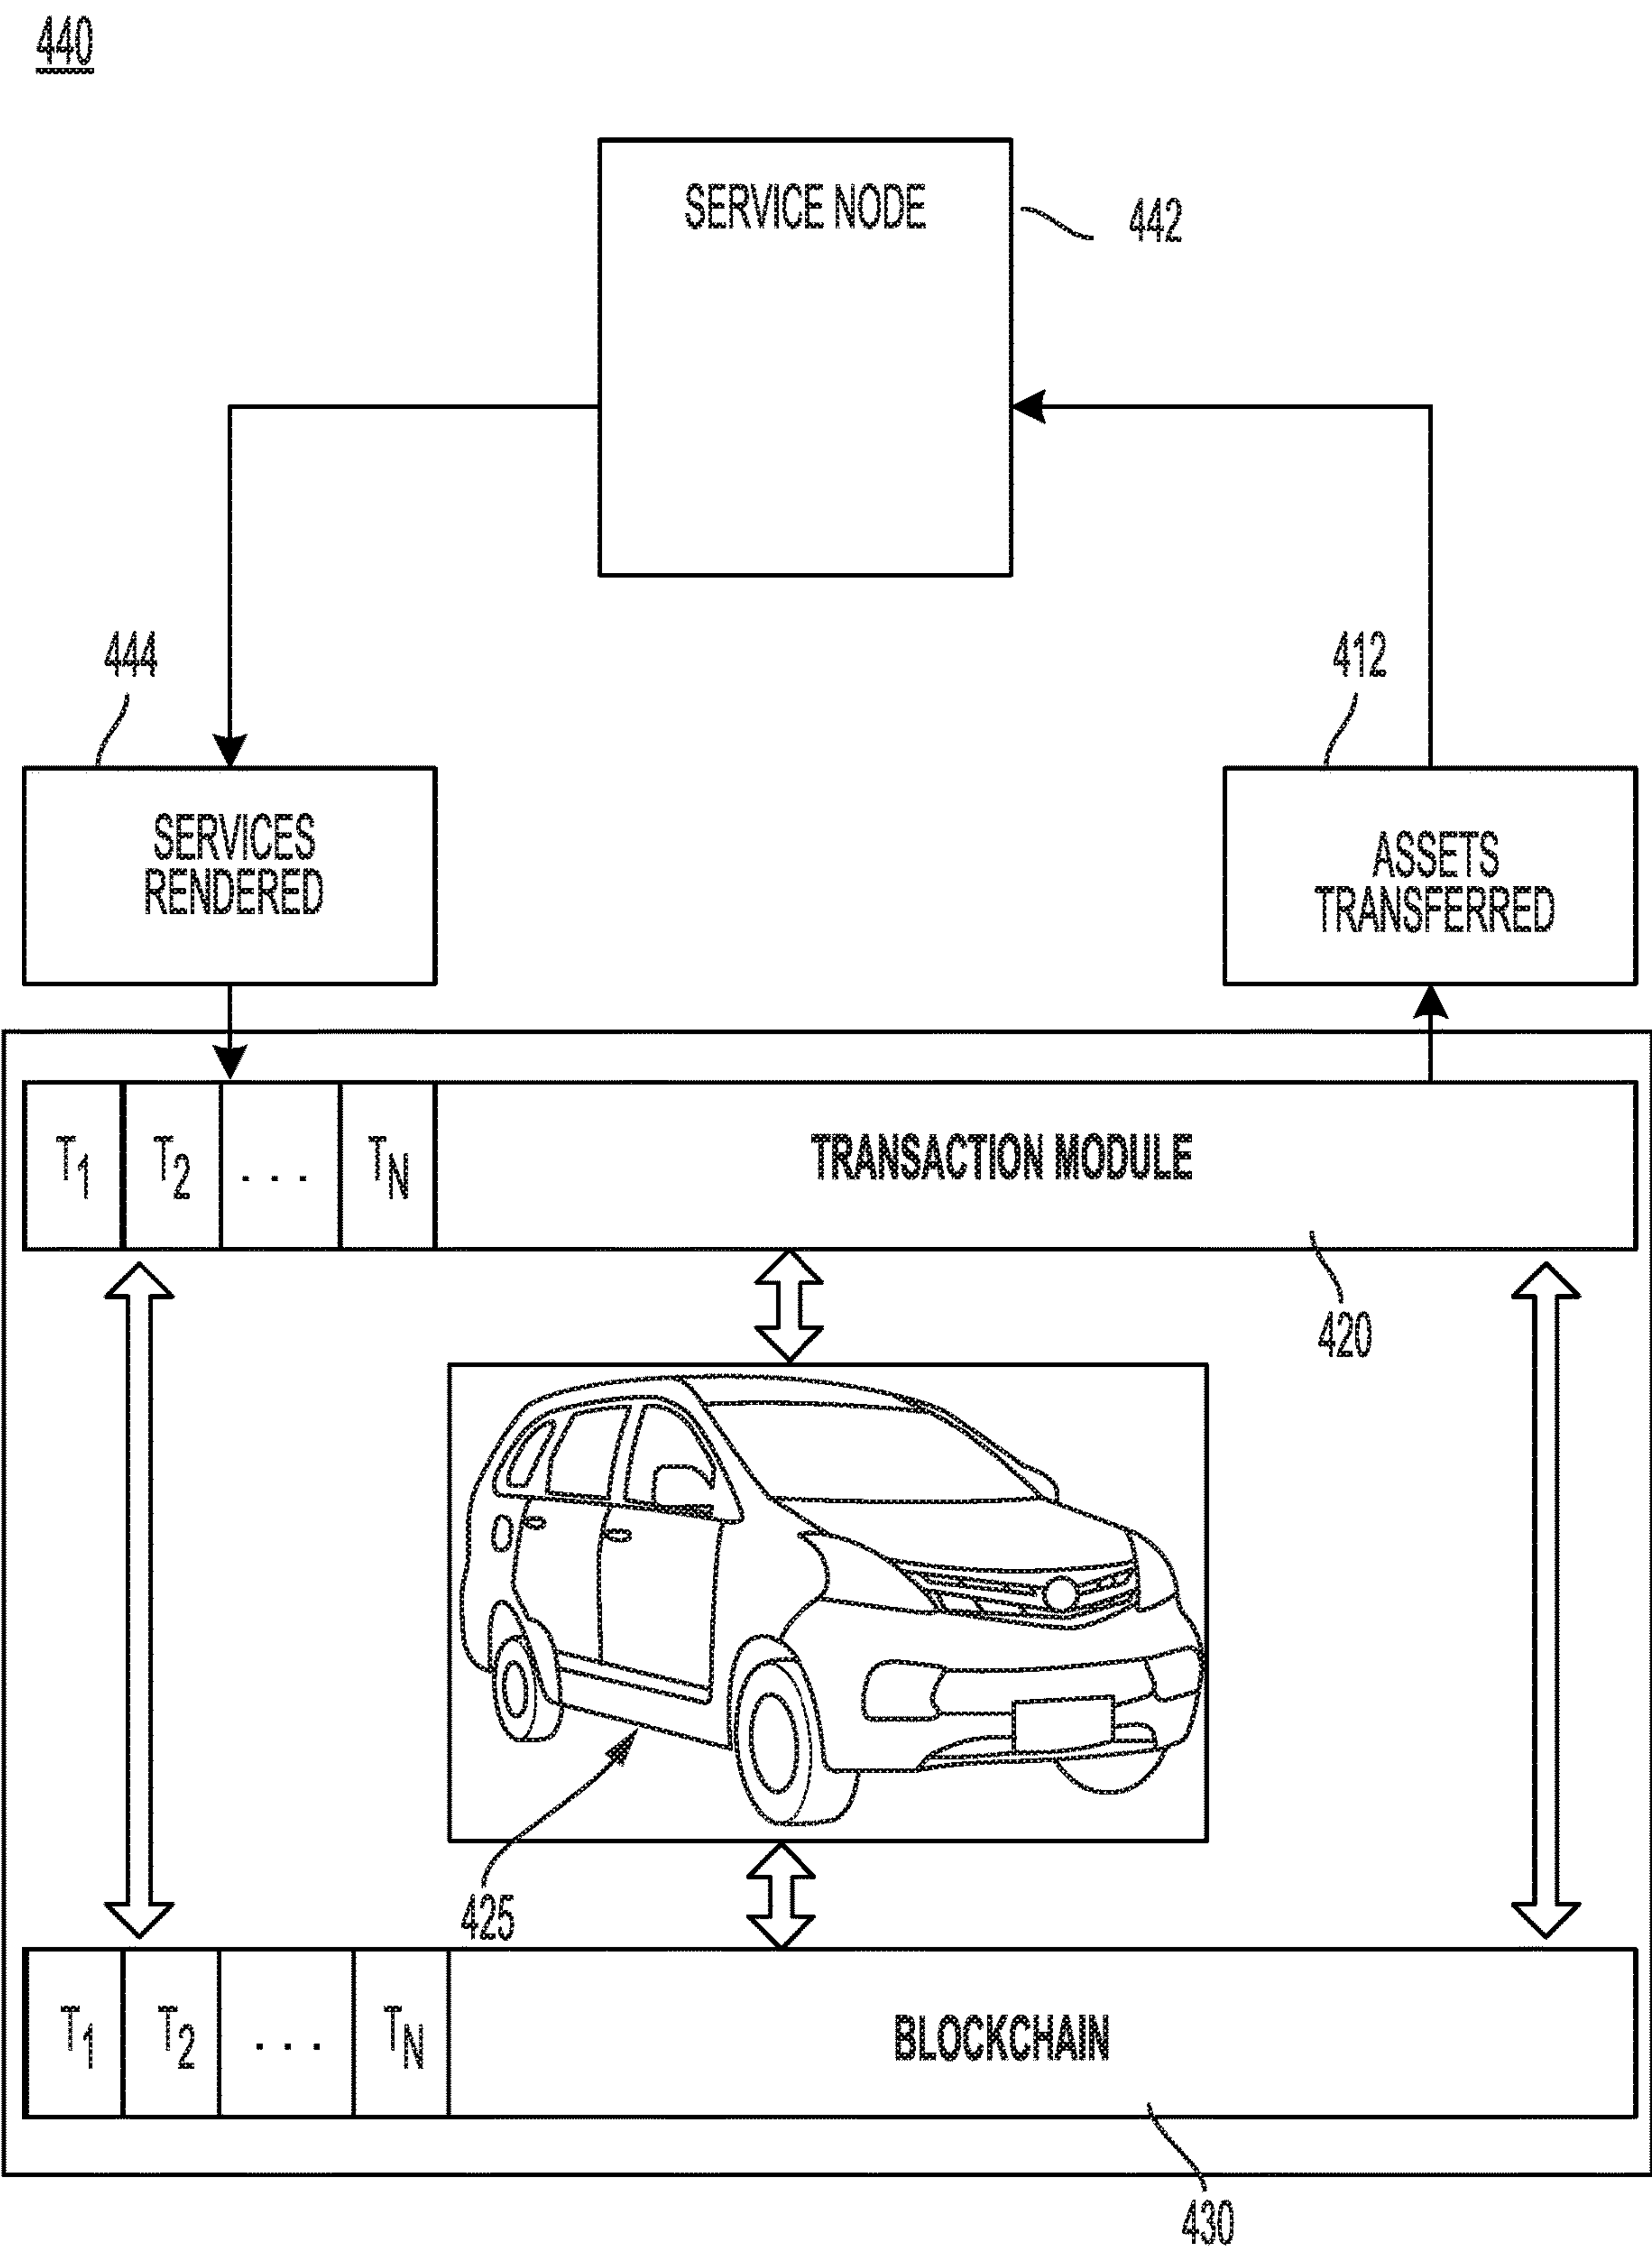 440
SERVICE NODE
442
444
412
SERVICES
RENDERED
ASSETS
TRANSFERRED
T1 T2 . . . TN TRANSACTION MODULE
420
425
T1 T2 . . . TN BLOCKCHAIN
430